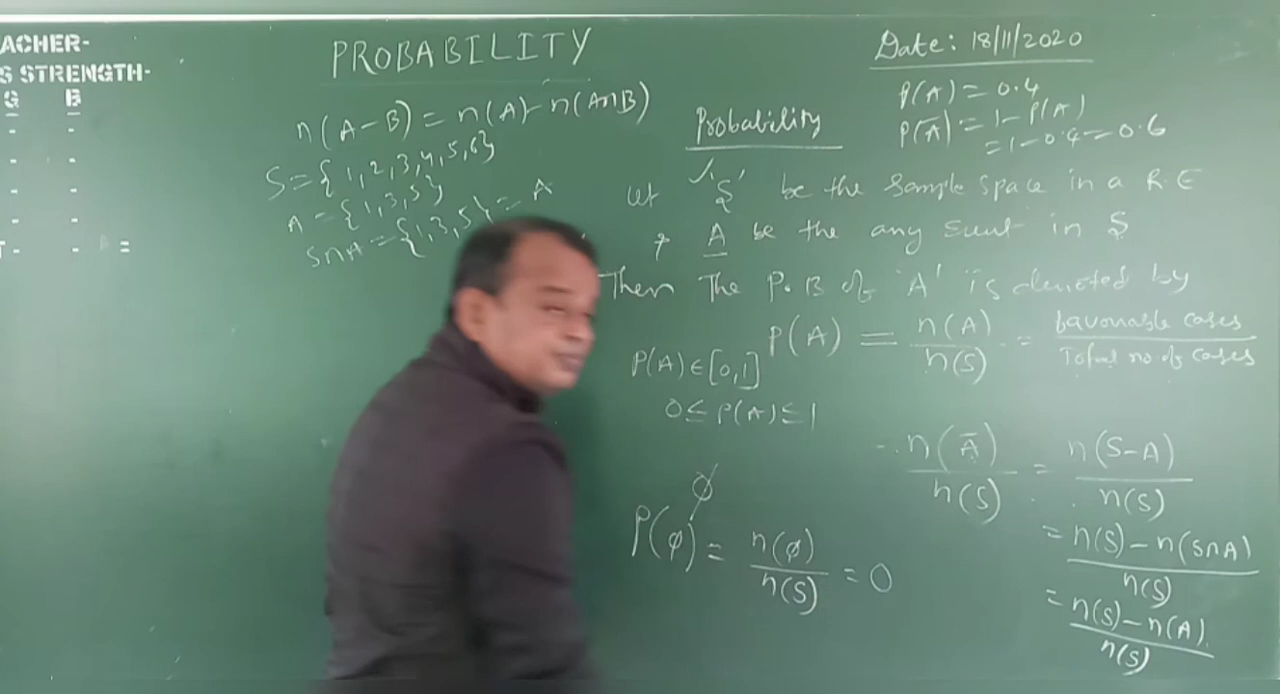 ACHER-
S STRENGTH-
G B
- -
- -
- -
- -
- - =
PROBABILITY
n(A-B) = n(A) - n(A∩B)
S = {1,2,3,4,5,6}
A = {1,3,5}
S∩A = {1,3,5} = A
Date: 18/11/2020
P(A) = 0.4
P(Ā) = 1 - P(A)
= 1 - 0.4 = 0.6
Probability
Let 'S' be the sample space in a R.E
A be the any Event in S
Then The P.B of 'A' is denoted by
P(A) = n(A)/n(S) = favourable cases/Total no of cases
P(A) ∈ [0,1]
0 ≤ P(A) ≤ 1
n(Ā)/n(S) = n(S-A)/n(S)
= n(S) - n(S∩A)/n(S)
= n(S) - n(A)/n(S)
ϕ
P(ϕ) = n(ϕ)/n(S) = 0